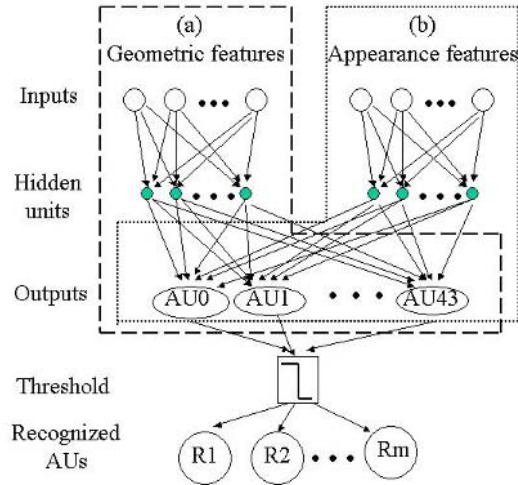 (a)
Geometric features
(b)
Appearance features
Inputs
Hidden
units
Outputs
AU0 AU1 AU43
Threshold
Recognized
AUs
R1 R2 Rm